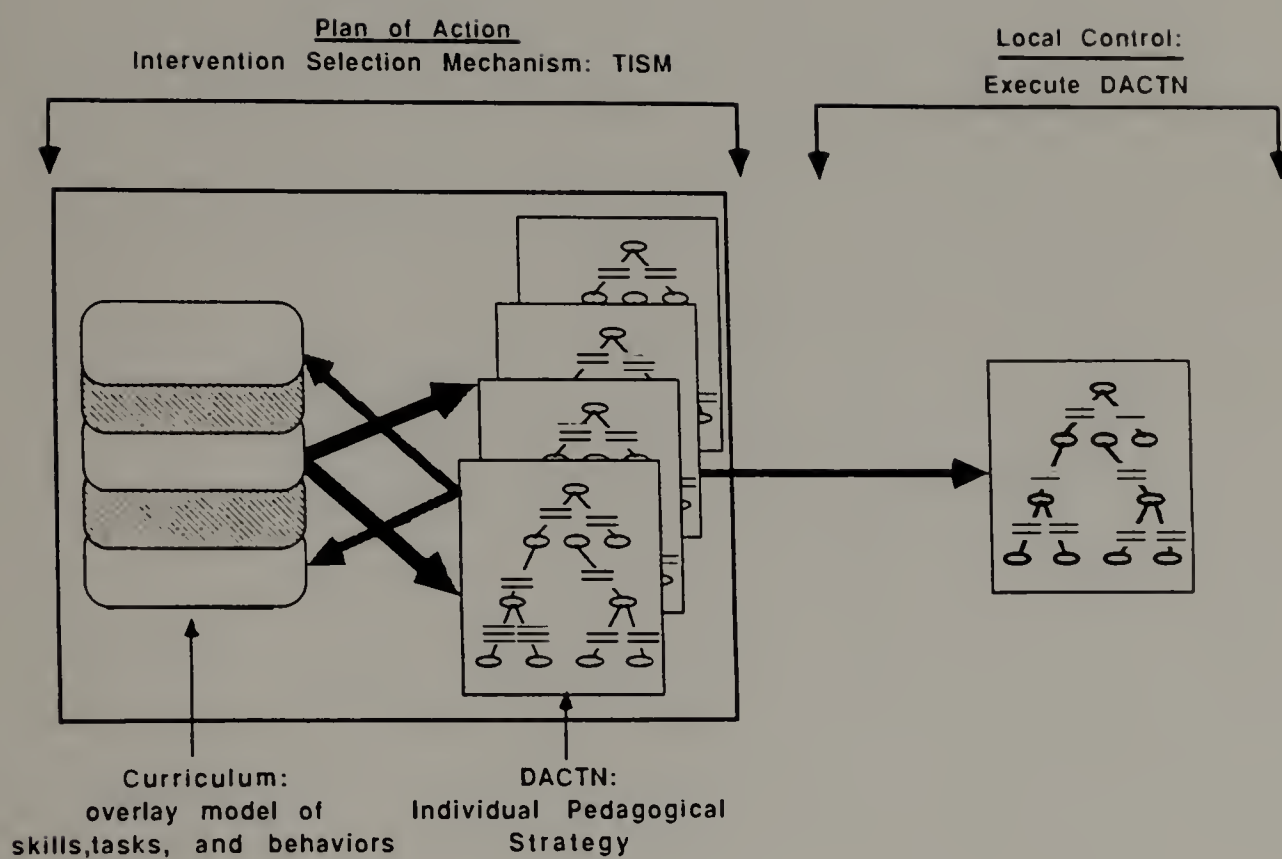 Plan of Action
Intervention Selection Mechanism: TISM
Local Control:
Execute DACTN
Curriculum:
overlay model of
skills,tasks, and behaviors
DACTN:
Individual Pedagogical
Strategy